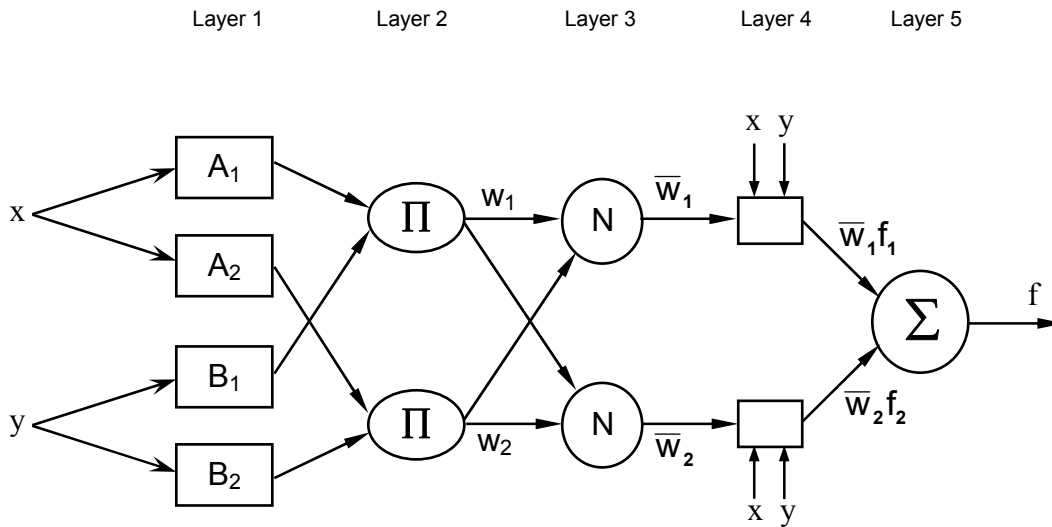 Layer 1 Layer 2 Layer 3 Layer 4 Layer 5
x y
A₁
w₁ w̅₁
x Π N
w̅₁f₁
A₂
f
Σ
B₁
w̅₂f₂
y Π N
w₂ w̅₂
B₂
x y